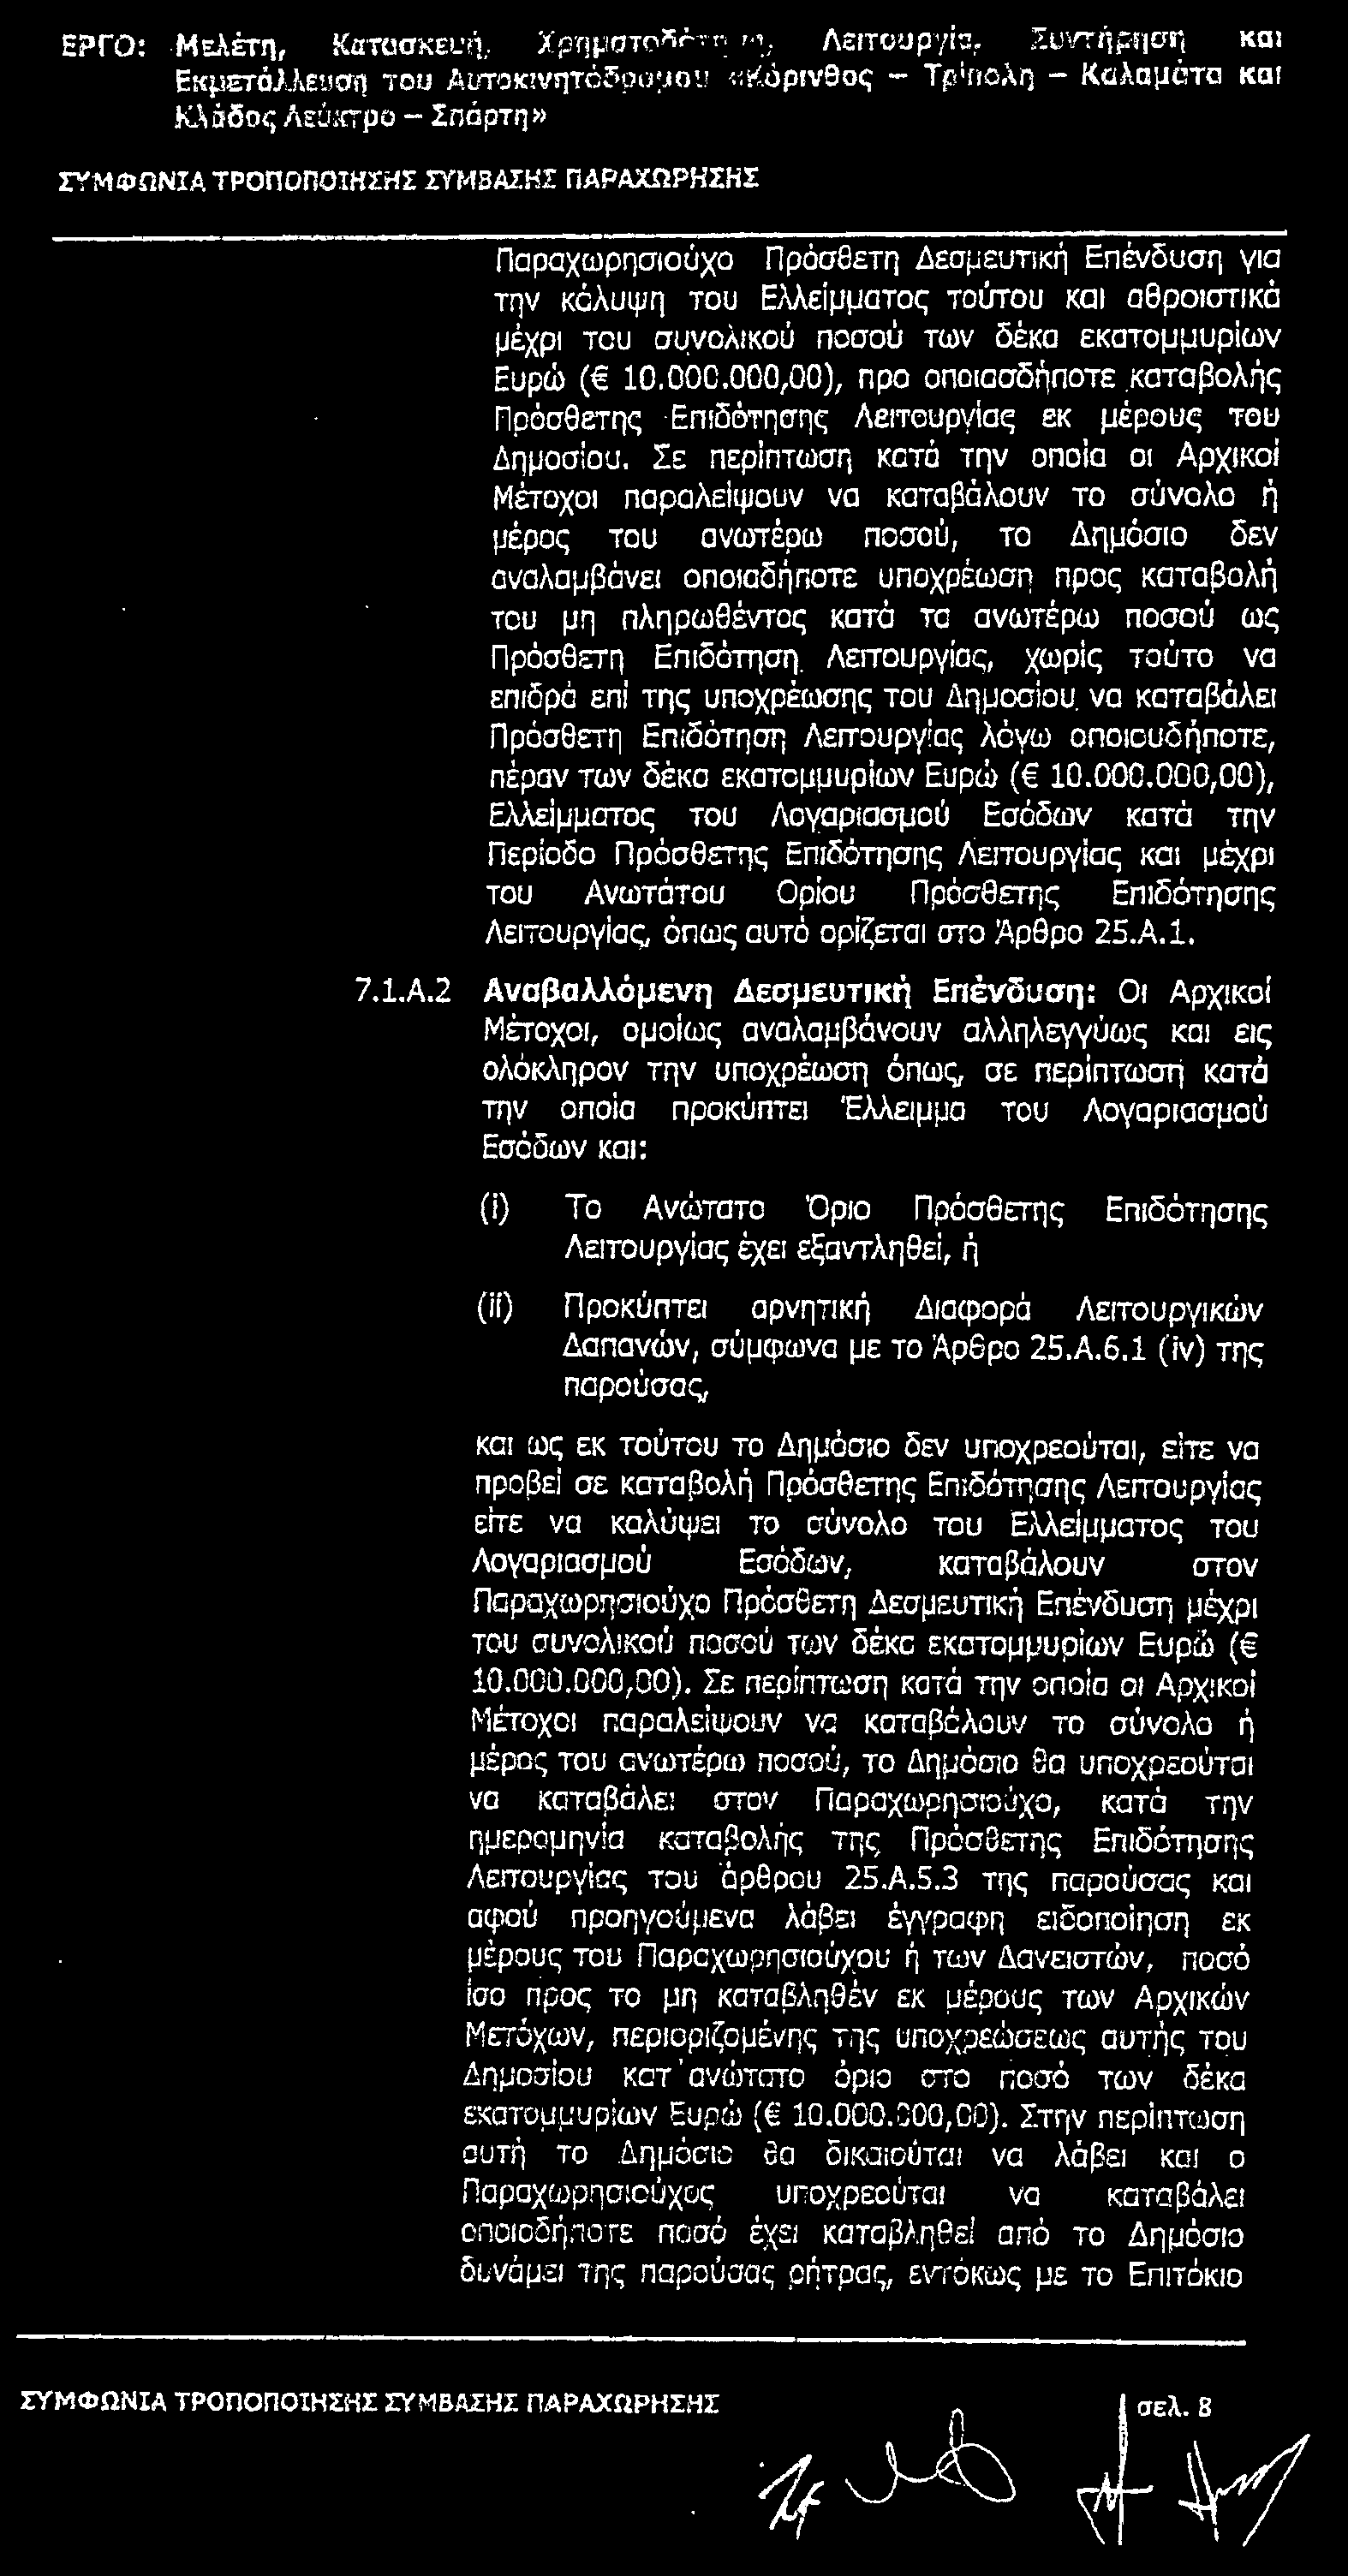 ΕΡΓΟ: Μελέτη, Κατασκευή, Χρηματοδότηση, Λειτουργία, Συντήρηση και
Εκμετάλλευση του Αυτοκινητόδρομου «Κόρινθος – Τρίπολη – Καλαμάτα και
Κλάδος Λεύκτρο – Σπάρτη»
ΣΥΜΦΩΝΙΑ ΤΡΟΠΟΠΟΙΗΣΗΣ ΣΥΜΒΑΣΗΣ ΠΑΡΑΧΩΡΗΣΗΣ
Παραχωρησιούχο Πρόσθετη Δεσμευτική Επένδυση για
την κάλυψη του Ελλείμματος τούτου και αθροιστικά
μέχρι του συνολικού ποσού των δέκα εκατομμυρίων
Ευρώ (€ 10.000.000,00), προ οποιασδήποτε καταβολής
Πρόσθετης Επιδότησης Λειτουργίας εκ μέρους του
Δημοσίου. Σε περίπτωση κατά την οποία οι Αρχικοί
Μέτοχοι παραλείψουν να καταβάλουν το σύνολο ή
μέρος του ανωτέρω ποσού, το Δημόσιο δεν
αναλαμβάνει οποιαδήποτε υποχρέωση προς καταβολή
του μη πληρωθέντος κατά τα ανωτέρω ποσού ως
Πρόσθετη Επιδότηση Λειτουργίας, χωρίς τούτο να
επιδρά επί της υποχρέωσης του Δημοσίου να καταβάλει
Πρόσθετη Επιδότηση Λειτουργίας λόγω οποιουδήποτε,
πέραν των δέκα εκατομμυρίων Ευρώ (€ 10.000.000,00),
Ελλείμματος του Λογαριασμού Εσόδων κατά την
Περίοδο Πρόσθετης Επιδότησης Λειτουργίας και μέχρι
του Ανωτάτου Ορίου Πρόσθετης Επιδότησης
Λειτουργίας, όπως αυτό ορίζεται στο Άρθρο 25.Α.1.
7.1.Α.2 Αναβαλλόμενη Δεσμευτική Επένδυση: Οι Αρχικοί
Μέτοχοι, ομοίως αναλαμβάνουν αλληλεγγύως και εις
ολόκληρον την υποχρέωση όπως, σε περίπτωση κατά
την οποία προκύπτει Έλλειμμα του Λογαριασμού
Εσόδων και:
(i) Το Ανώτατο Όριο Πρόσθετης Επιδότησης
Λειτουργίας έχει εξαντληθεί, ή
(ii) Προκύπτει αρνητική Διαφορά Λειτουργικών
Δαπανών, σύμφωνα με το Άρθρο 25.Α.6.1 (iv) της
παρούσας,
και ως εκ τούτου το Δημόσιο δεν υποχρεούται, είτε να
προβεί σε καταβολή Πρόσθετης Επιδότησης Λειτουργίας
είτε να καλύψει το σύνολο του Ελλείμματος του
Λογαριασμού Εσόδων, καταβάλουν στον
Παραχωρησιούχο Πρόσθετη Δεσμευτική Επένδυση μέχρι
του συνολικού ποσού των δέκα εκατομμυρίων Ευρώ (€
10.000.000,00). Σε περίπτωση κατά την οποία οι Αρχικοί
Μέτοχοι παραλείψουν να καταβάλουν το σύνολο ή
μέρος του ανωτέρω ποσού, το Δημόσιο θα υποχρεούται
να καταβάλει στον Παραχωρησιούχο, κατά την
ημερομηνία καταβολής της Πρόσθετης Επιδότησης
Λειτουργίας του άρθρου 25.Α.5.3 της παρούσας και
αφού προηγούμενα λάβει έγγραφη ειδοποίηση εκ
μέρους του Παραχωρησιούχου ή των Δανειστών, ποσό
ίσο προς το μη καταβληθέν εκ μέρους των Αρχικών
Μετόχων, περιοριζομένης της υποχρεώσεως αυτής του
Δημοσίου κατ' ανώτατο όριο στο ποσό των δέκα
εκατομμυρίων Ευρώ (€ 10.000.000,00). Στην περίπτωση
αυτή το Δημόσιο θα δικαιούται να λάβει και ο
Παραχωρησιούχος υποχρεούται να καταβάλει
οποιοδήποτε ποσό έχει καταβληθεί από το Δημόσιο
δυνάμει της παρούσας ρήτρας, εντόκως με το Επιτόκιο
ΣΥΜΦΩΝΙΑ ΤΡΟΠΟΠΟΙΗΣΗΣ ΣΥΜΒΑΣΗΣ ΠΑΡΑΧΩΡΗΣΗΣ σελ. 8